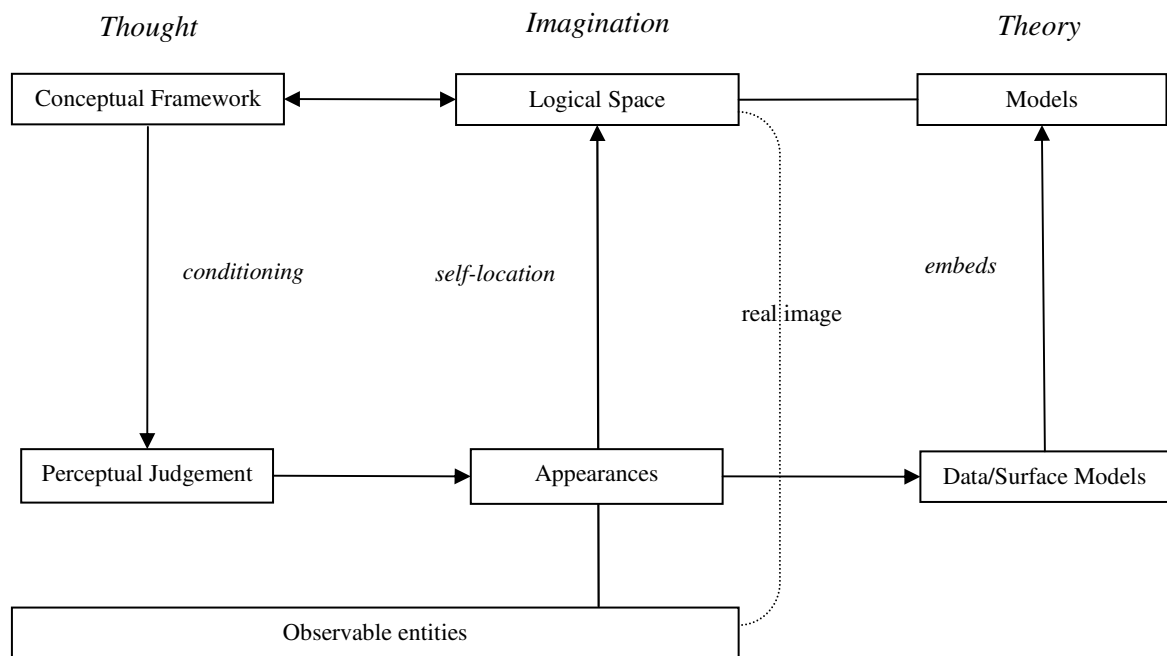 Thought
Imagination
Theory
Conceptual Framework
Logical Space
Models
conditioning
self-location
embeds
real image
Perceptual Judgement
Appearances
Data/Surface Models
Observable entities